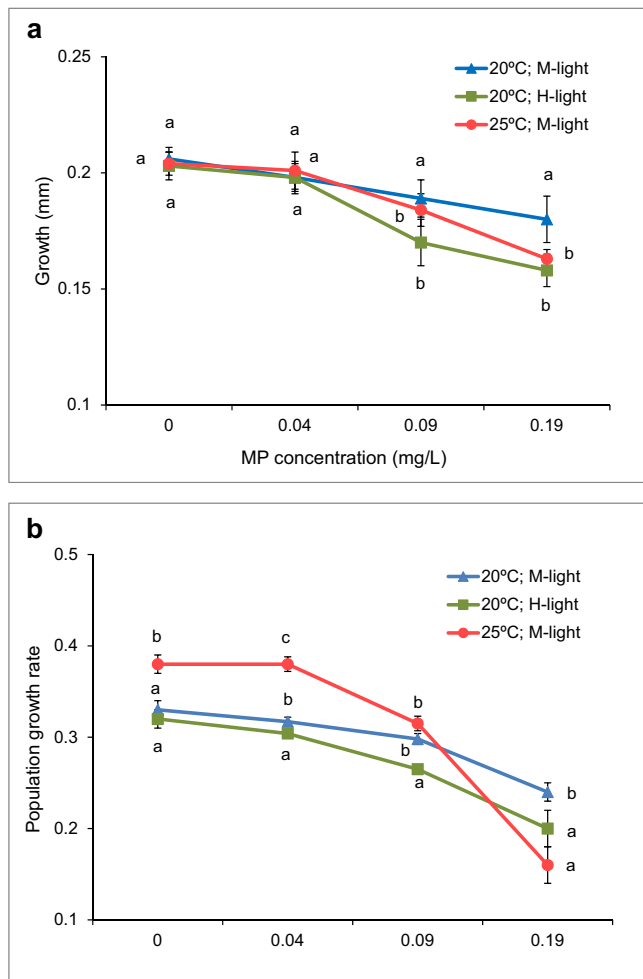 a
0.25
20ºC; M-light
20ºC; H-light
25ºC; M-light
a a
a a a a
0.2
a a
b b
0.15
b b
0.1
Growth (mm)
0 0.04 0.09 0.19
MP concentration (mg/L)
b
0.5
20ºC; M-light
20ºC; H-light
25ºC; M-light
0.4
b c
a b b
0.3
a a b a
b
0.2
a
a
0.1
Population growth rate
0 0.04 0.09 0.19